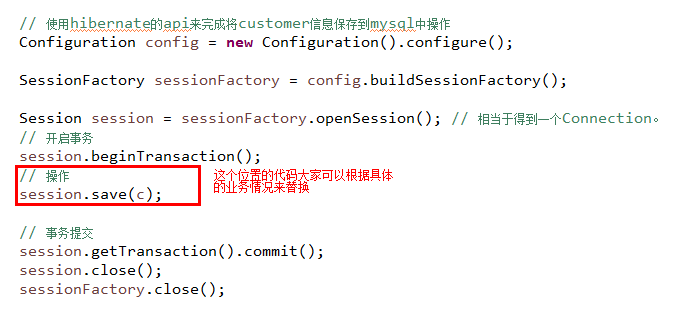 // 使用hibernate的api来完成将customer信息保存到mysql中操作
Configuration config = new Configuration().configure();
SessionFactory sessionFactory = config.buildSessionFactory();
Session session = sessionFactory.openSession(); // 相当于得到一个Connection。
// 开启事务
session.beginTransaction();
// 操作
session.save(c);
这个位置的代码大家可以根据具体
的业务情况来替换
// 事务提交
session.getTransaction().commit();
session.close();
sessionFactory.close();